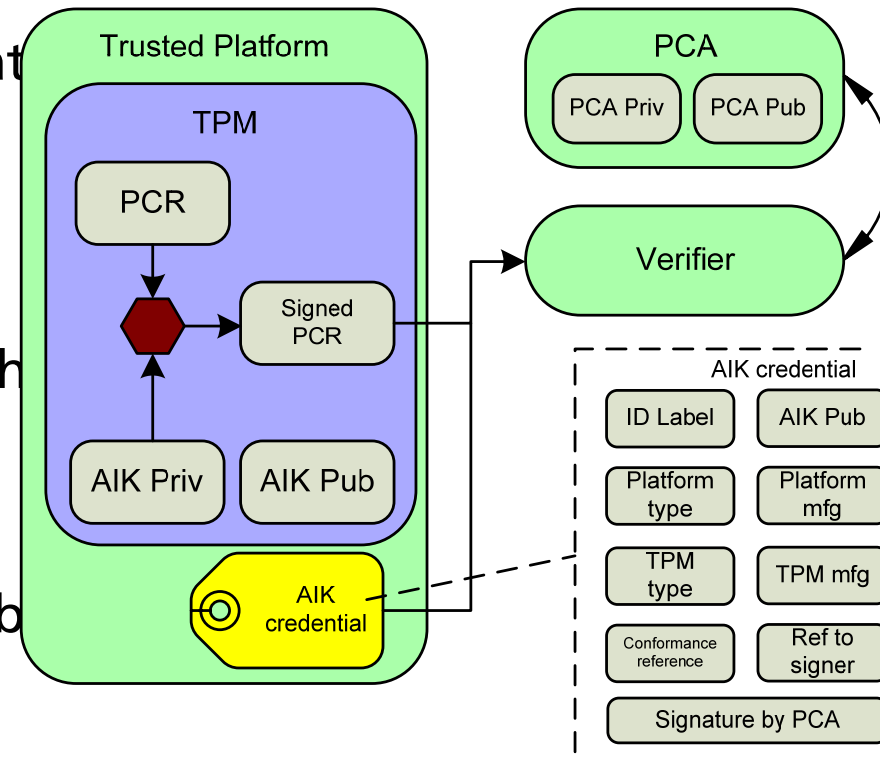 nt
h
b
Trusted Platform
TPM
PCR
Signed
PCR
AIK Priv
AIK Pub
AIK
credential
PCA
PCA Priv
PCA Pub
Verifier
AIK credential
ID Label
AIK Pub
Platform
type
Platform
mfg
TPM
type
TPM mfg
Conformance
reference
Ref to
signer
Signature by PCA